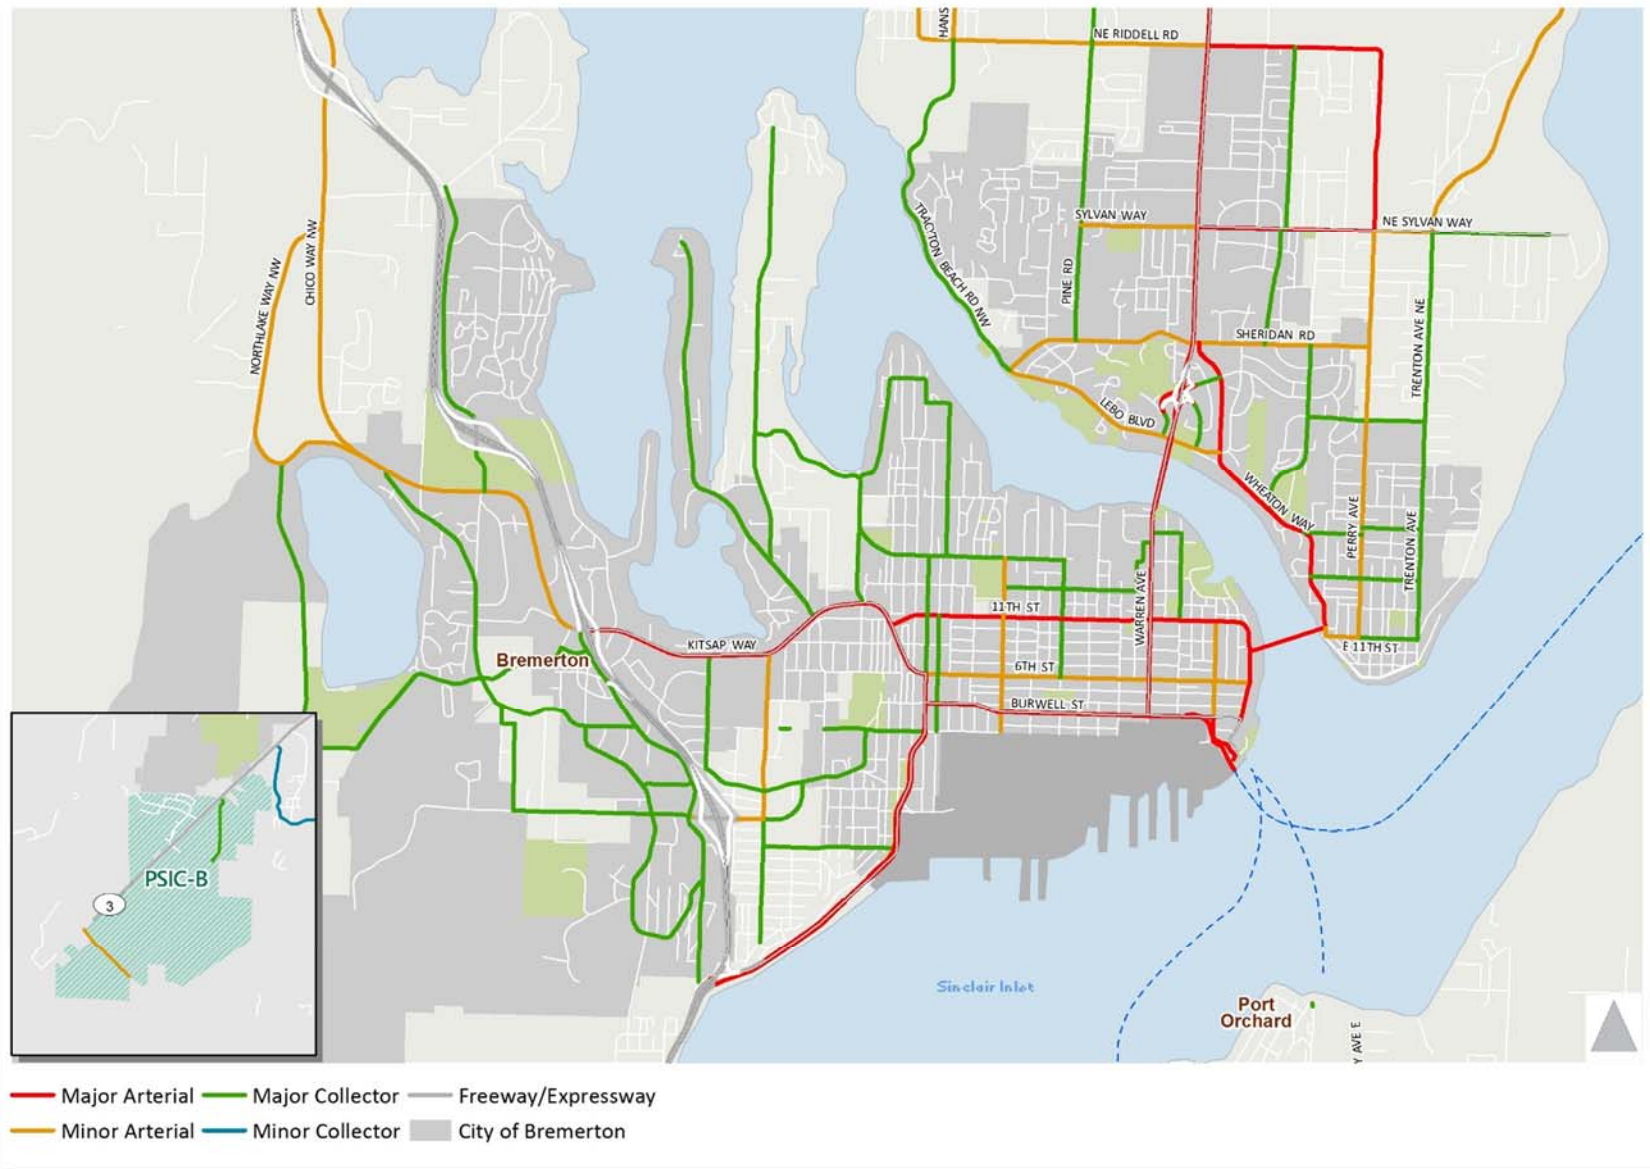 HANS
NE RIDDELL RD
SYLVAN WAY
NE SYLVAN WAY
TRACYTON BEACH RD NW
PINE RD
CHICO WAY NW
NORTHLAKE WAY NW
SHERIDAN RD
TRENTON AVE NE
LEBO BLVD
WHEATON WAY
PERRY AVE
TRENTON AVE
WARREN AVE
11TH ST
KITSAP WAY
E 11TH ST
Bremerton
6TH ST
BURWELL ST
PSIC-B
3
Sinclair Inlet
Port
Orchard
Y AVE E
Major Arterial
Major Collector
Freeway/Expressway
Minor Arterial
Minor Collector
City of Bremerton